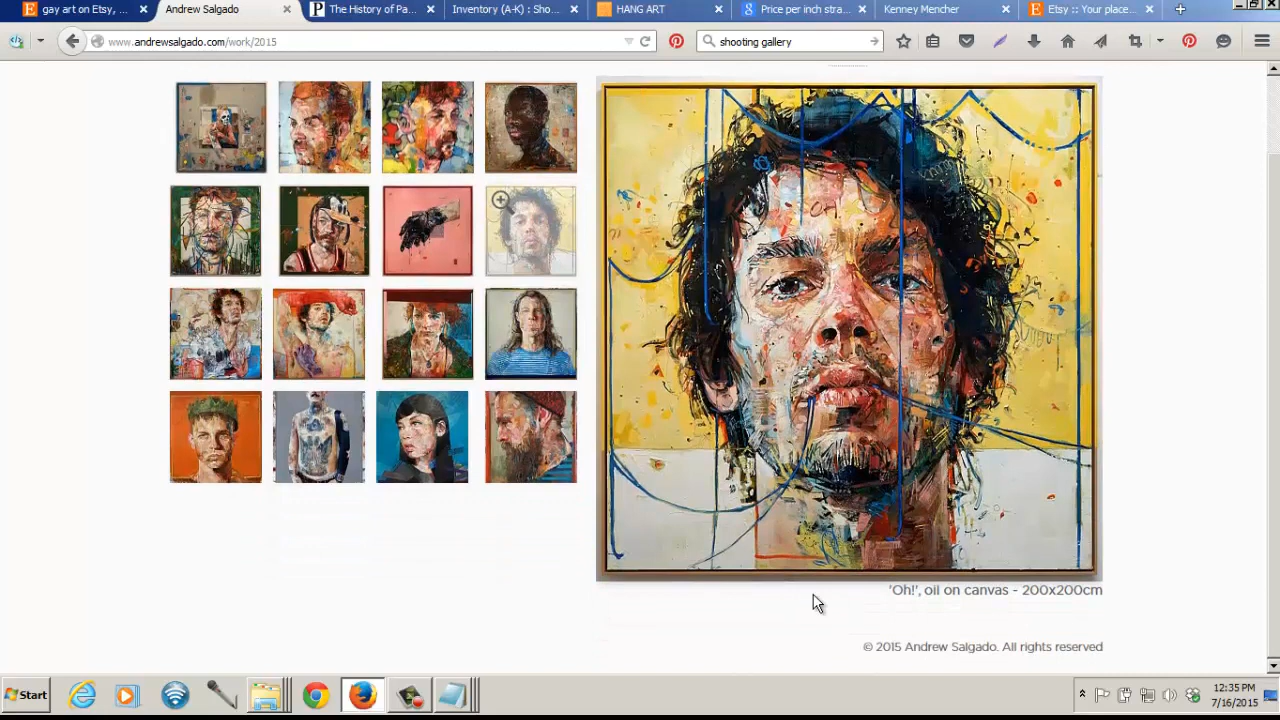 gay art on Etsy, ...
Andrew Salgado
The History of Pa...
Inventory (A-K) : Sho...
HANG ART
Price per inch stra...
Kenney Mencher
Etsy :: Your place...
www.andrewsalgado.com/work/2015
shooting gallery
'Oh!', oil on canvas - 200x200cm
© 2015 Andrew Salgado. All rights reserved
Start
12:35 PM
7/16/2015